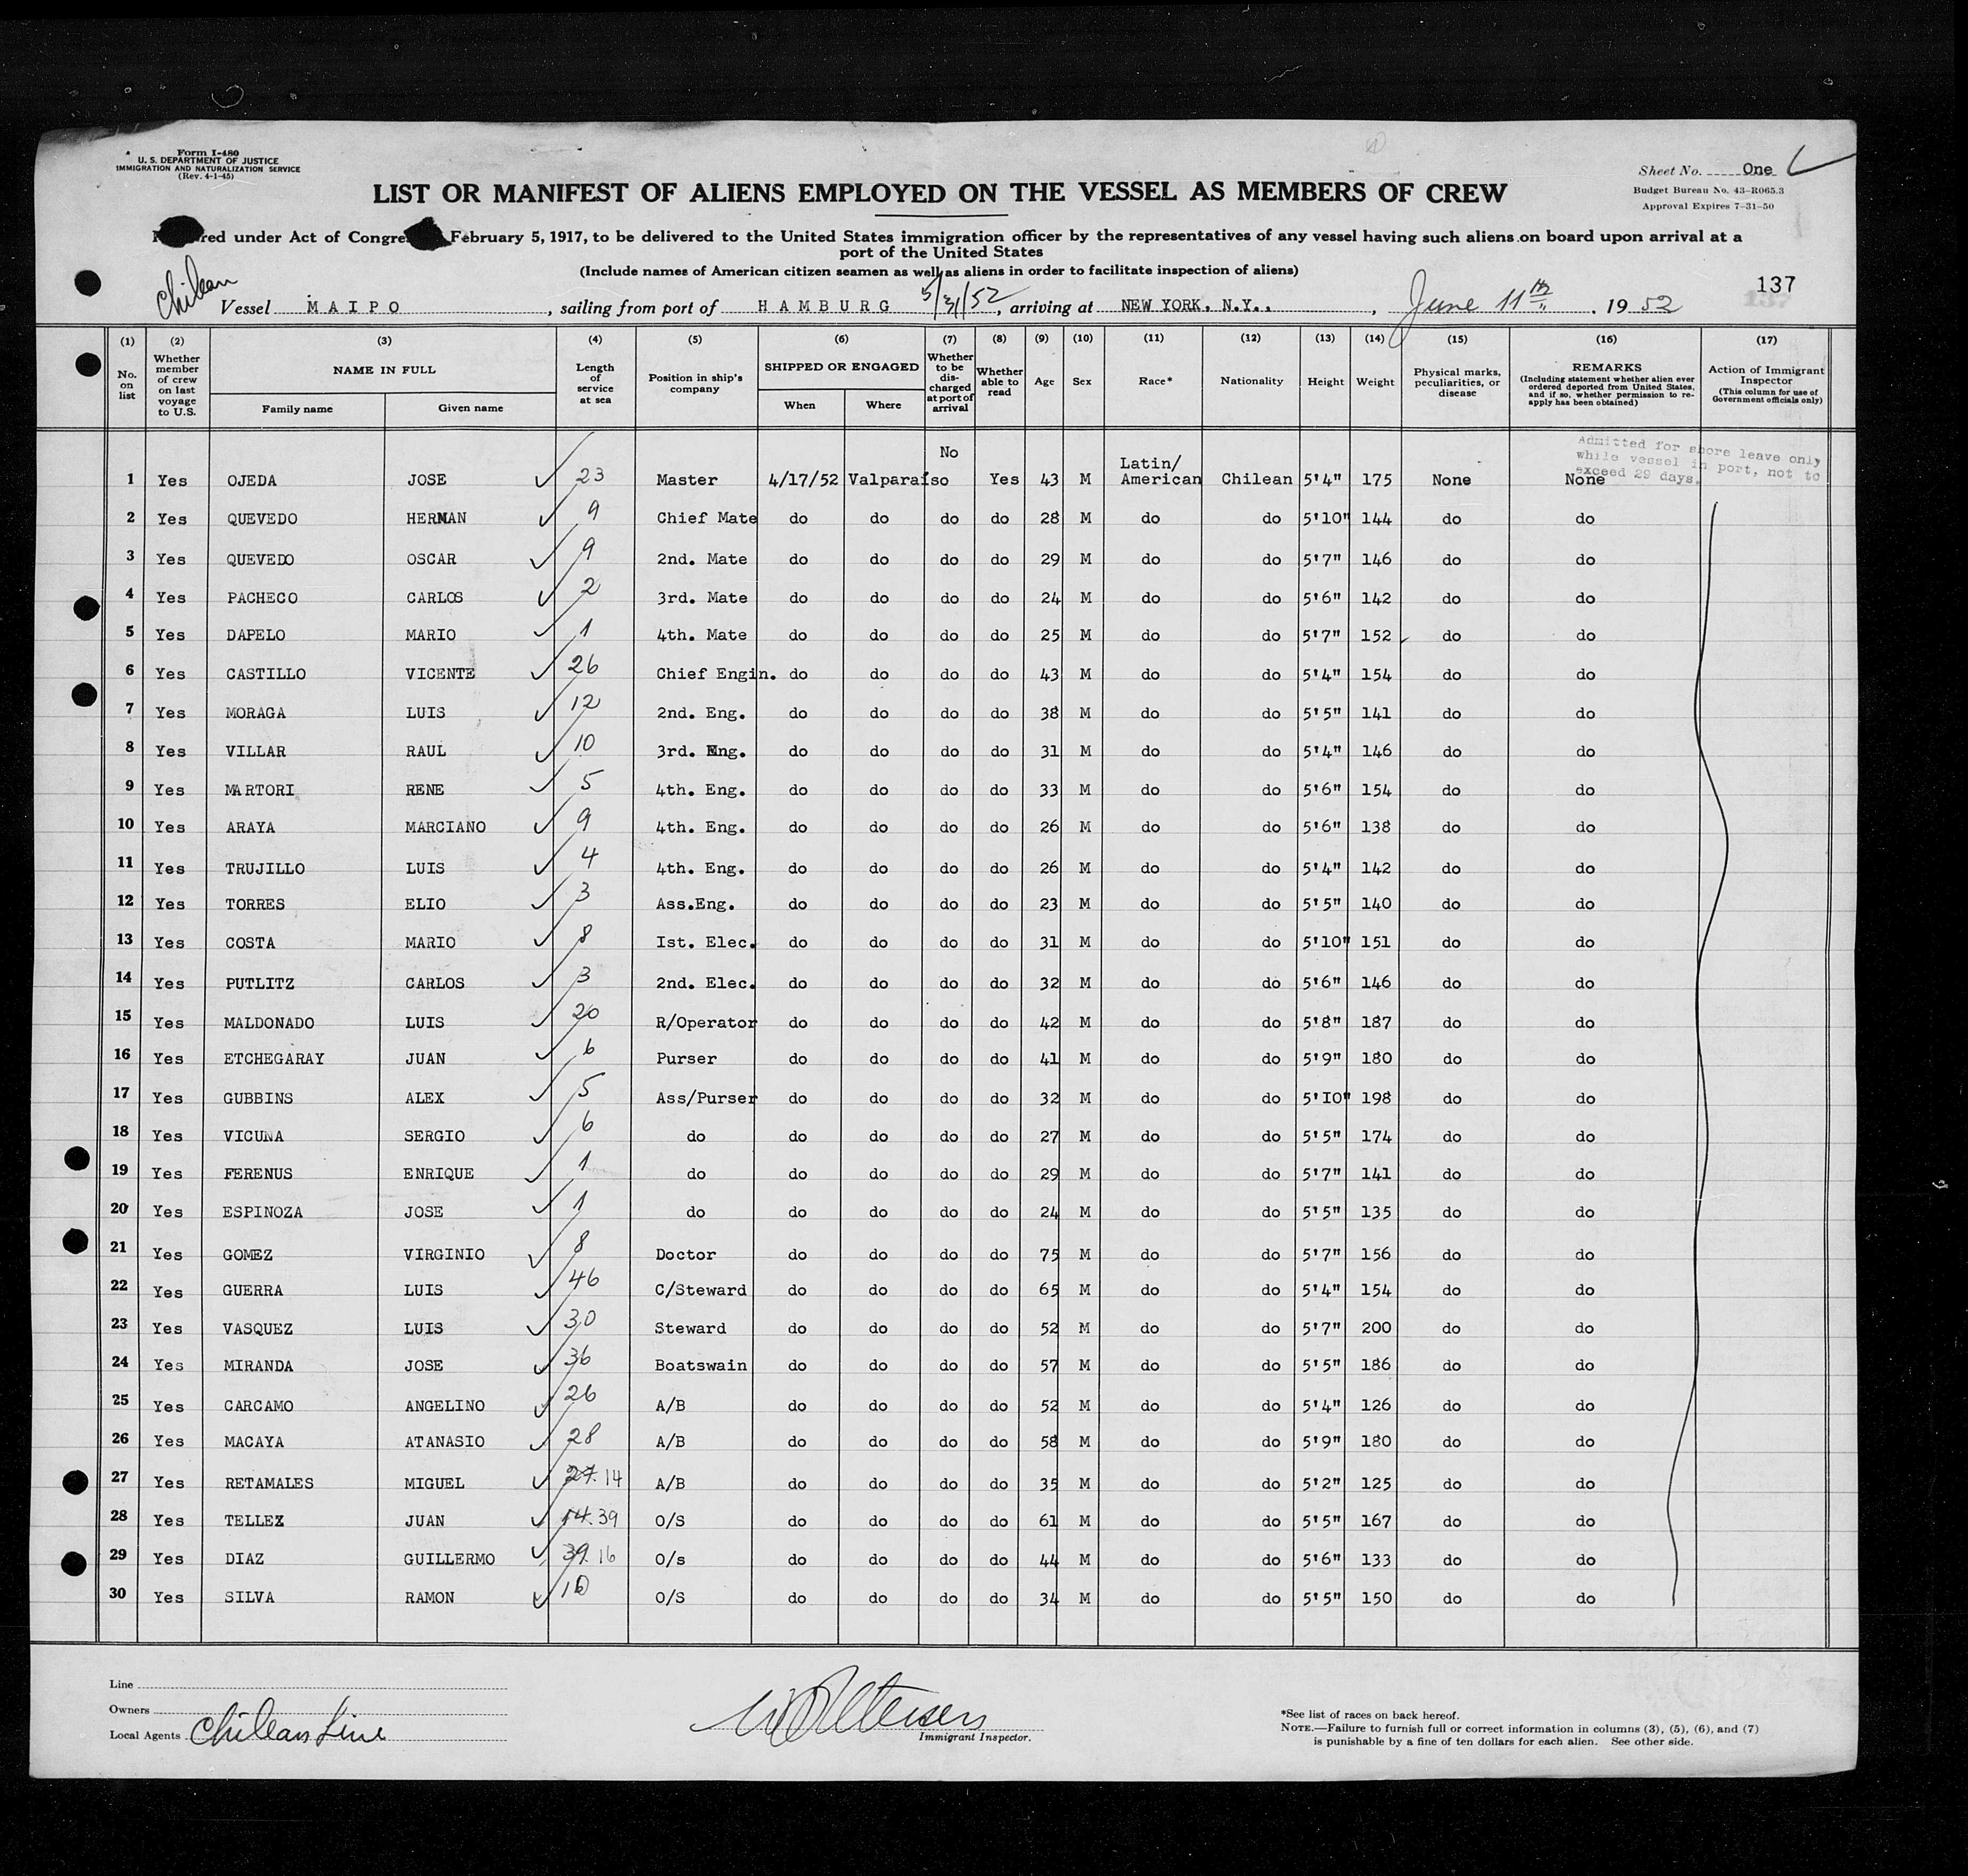 Form I-480
U. S. DEPARTMENT OF JUSTICE
IMMIGRATION AND NATURALIZATION SERVICE
(Rev. 4-1-45)
Sheet No. One
Budget Bureau No. 43-R065.3
Approval Expires 7-31-50
LIST OR MANIFEST OF ALIENS EMPLOYED ON THE VESSEL AS MEMBERS OF CREW
red under Act of Congre February 5, 1917, to be delivered to the United States immigration officer by the representatives of any vessel having such aliens on board upon arrival at a
port of the United States
(Include names of American citizen seamen as well as aliens in order to facilitate inspection of aliens)
137
Chilean Vessel MAIPO, sailing from port of HAMBURG 5/31/52, arriving at NEW YORK, N.Y., June 11th, 1952
(1) (2) (3) (4) (5) (6) (7) (8) (9) (10) (11) (12) (13) (14) (15) (16) (17)
No. on list
Whether member of crew on last voyage to U.S.
NAME IN FULL
Family name Given name
Length of service at sea
Position in ship's company
SHIPPED OR ENGAGED
When Where
Whether to be discharged at port of arrival
Whether able to read
Age
Sex
Race*
Nationality
Height
Weight
Physical marks, peculiarities, or disease
REMARKS
(Including statement whether alien ever ordered deported from United States, and if so, whether permission to re-apply has been obtained)
Action of Immigrant Inspector
(This column for use of Government officials only)
Admitted for shore leave only
while vessel in port, not to
exceed 29 days.
1 Yes OJEDA JOSE 23 Master 4/17/52 Valparaíso No Yes 43 M Latin/American Chilean 5'4" 175 None None
2 Yes QUEVEDO HERMAN 9 Chief Mate do do do do 28 M do do 5'10" 144 do do
3 Yes QUEVEDO OSCAR 9 2nd. Mate do do do do 29 M do do 5'7" 146 do do
4 Yes PACHECO CARLOS 2 3rd. Mate do do do do 24 M do do 5'6" 142 do do
5 Yes DAPELO MARIO 1 4th. Mate do do do do 25 M do do 5'7" 152 do do
6 Yes CASTILLO VICENTE 26 Chief Engin. do do do do 43 M do do 5'4" 154 do do
7 Yes MORAGA LUIS 12 2nd. Eng. do do do do 38 M do do 5'5" 141 do do
8 Yes VILLAR RAUL 10 3rd. Eng. do do do do 31 M do do 5'4" 146 do do
9 Yes MARTORI RENE 5 4th. Eng. do do do do 33 M do do 5'6" 154 do do
10 Yes ARAYA MARCIANO 9 4th. Eng. do do do do 26 M do do 5'6" 138 do do
11 Yes TRUJILLO LUIS 4 4th. Eng. do do do do 26 M do do 5'4" 142 do do
12 Yes TORRES ELIO 3 Ass.Eng. do do do do 23 M do do 5'5" 140 do do
13 Yes COSTA MARIO 8 Ist. Elec. do do do do 31 M do do 5'10" 151 do do
14 Yes PUTLITZ CARLOS 3 2nd. Elec. do do do do 32 M do do 5'6" 146 do do
15 Yes MALDONADO LUIS 20 R/Operator do do do do 42 M do do 5'8" 187 do do
16 Yes ETCHEGARAY JUAN 6 Purser do do do do 41 M do do 5'9" 180 do do
17 Yes GUBBINS ALEX 5 Ass/Purser do do do do 32 M do do 5'I0" 198 do do
18 Yes VICUNA SERGIO 6 do do do do do 27 M do do 5'5" 174 do do
19 Yes FERENUS ENRIQUE 1 do do do do do 29 M do do 5'7" 141 do do
20 Yes ESPINOZA JOSE 1 do do do do do 24 M do do 5'5" 135 do do
21 Yes GOMEZ VIRGINIO 8 Doctor do do do do 75 M do do 5'7" 156 do do
22 Yes GUERRA LUIS 46 C/Steward do do do do 65 M do do 5'4" 154 do do
23 Yes VASQUEZ LUIS 30 Steward do do do do 52 M do do 5'7" 200 do do
24 Yes MIRANDA JOSE 36 Boatswain do do do do 57 M do do 5'5" 186 do do
25 Yes CARCAMO ANGELINO 26 A/B do do do do 52 M do do 5'4" 126 do do
26 Yes MACAYA ATANASIO 28 A/B do do do do 58 M do do 5'9" 180 do do
27 Yes RETAMALES MIGUEL 27. 14 A/B do do do do 35 M do do 5'2" 125 do do
28 Yes TELLEZ JUAN 14. 39 O/S do do do do 61 M do do 5'5" 167 do do
29 Yes DIAZ GUILLERMO 39. 16 O/s do do do do 44 M do do 5'6" 133 do do
30 Yes SILVA RAMON 10 O/S do do do do 34 M do do 5'5" 150 do do
Line
Owners
Local Agents Chilean Line
Immigrant Inspector.
*See list of races on back hereof.
NOTE.—Failure to furnish full or correct information in columns (3), (5), (6), and (7)
is punishable by a fine of ten dollars for each alien. See other side.